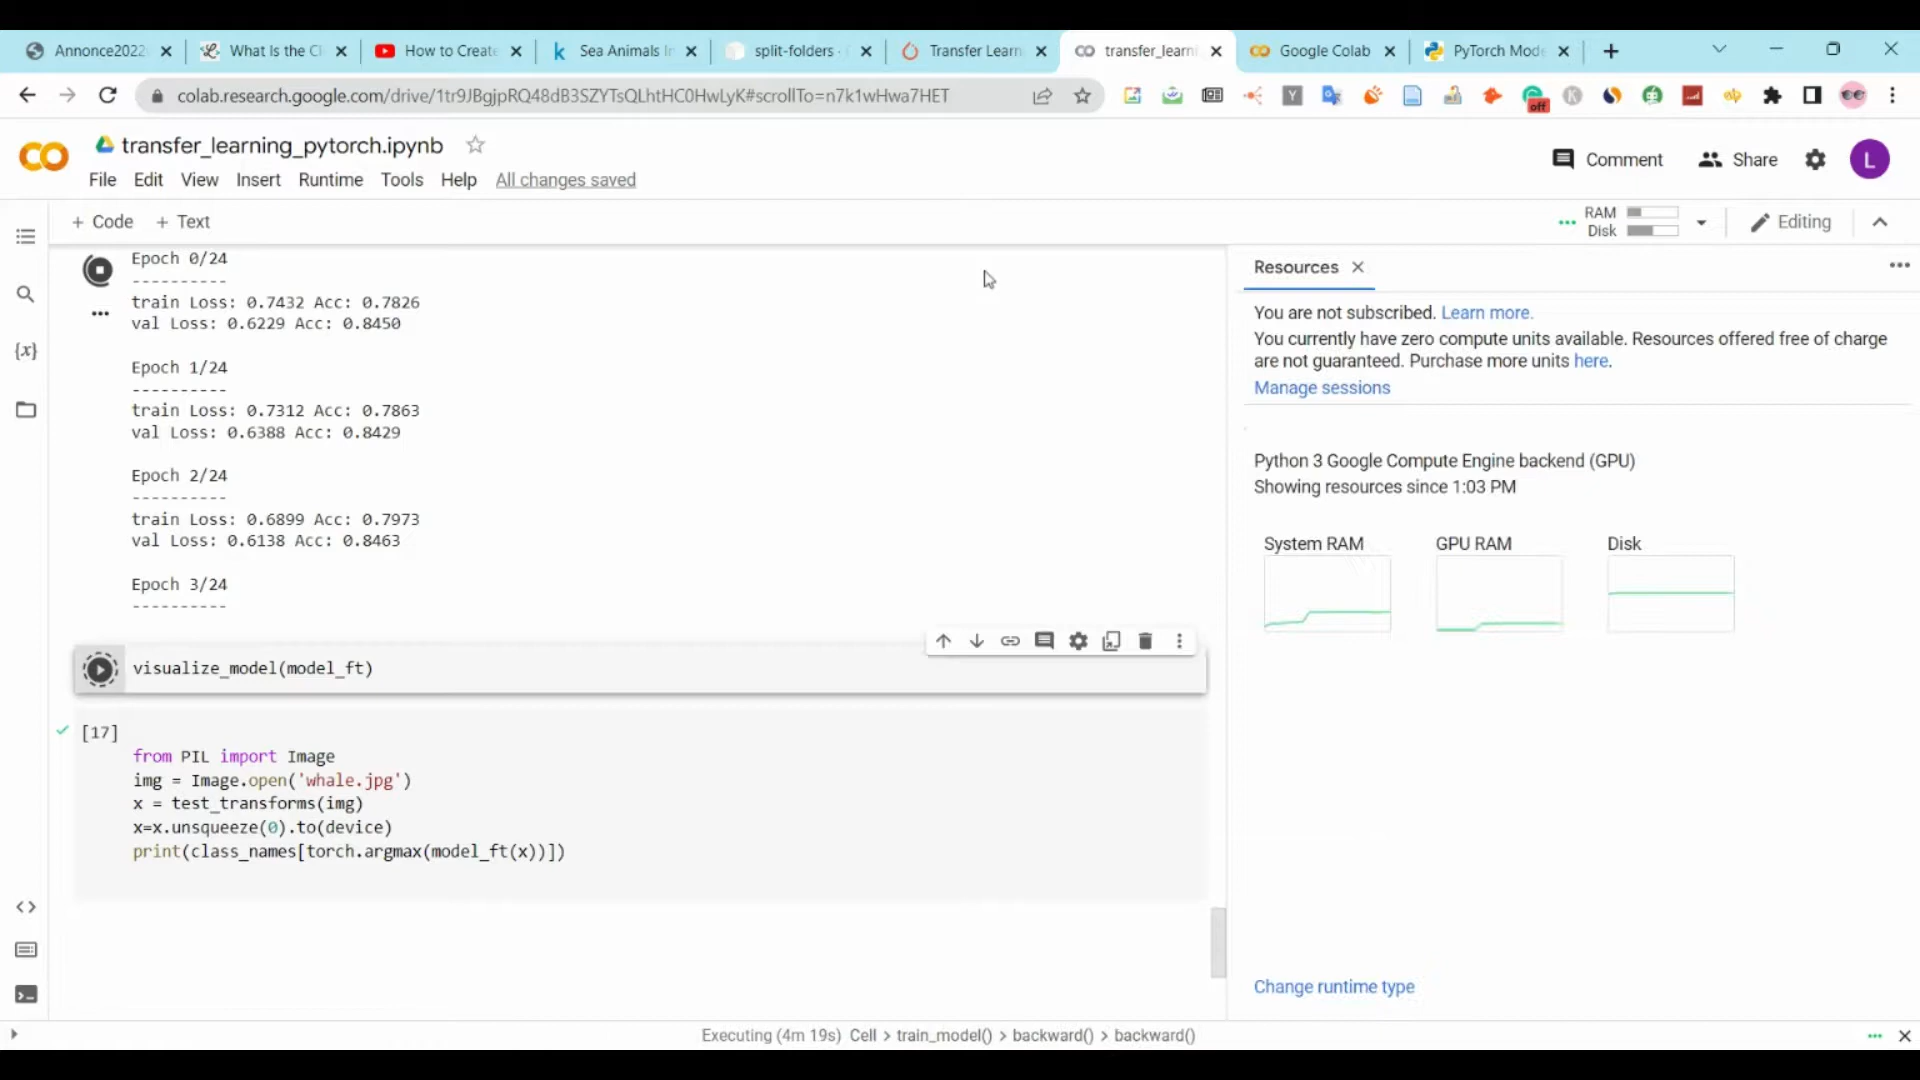 Annonce2022
What Is the Cl
How to Create
Sea Animals I
split-folders ·
Transfer Learn
transfer_learni
Google Colab
PyTorch Mode
colab.research.google.com/drive/1tr9JBgjpRQ48dB3SZYTsQLhtHC0HwLyK#scrollTo=n7k1wHwa7HET
off
transfer_learning_pytorch.ipynb
Comment
Share
L
File Edit View Insert Runtime Tools Help All changes saved
+ Code + Text
RAM
Disk
Editing
Epoch 0/24
----------
train Loss: 0.7432 Acc: 0.7826
val Loss: 0.6229 Acc: 0.8450
Epoch 1/24
----------
train Loss: 0.7312 Acc: 0.7863
val Loss: 0.6388 Acc: 0.8429
Epoch 2/24
----------
train Loss: 0.6899 Acc: 0.7973
val Loss: 0.6138 Acc: 0.8463
Epoch 3/24
----------
visualize_model(model_ft)
[17]
from PIL import Image
img = Image.open('whale.jpg')
x = test_transforms(img)
x=x.unsqueeze(0).to(device)
print(class_names[torch.argmax(model_ft(x))])
Resources
You are not subscribed. Learn more.
You currently have zero compute units available. Resources offered free of charge
are not guaranteed. Purchase more units here.
Manage sessions
Python 3 Google Compute Engine backend (GPU)
Showing resources since 1:03 PM
System RAM
GPU RAM
Disk
Change runtime type
Executing (4m 19s) Cell > train_model() > backward() > backward()